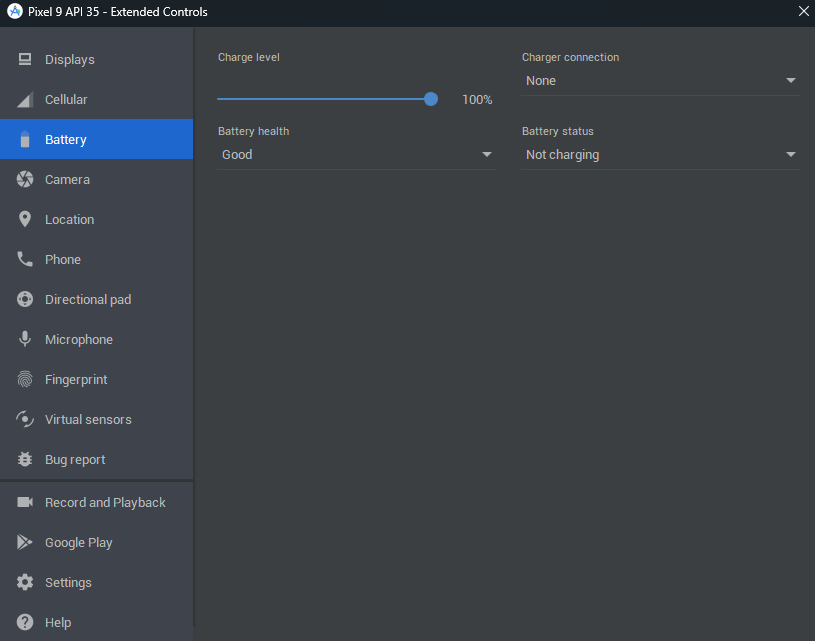 Pixel 9 API 35 - Extended Controls
Displays
Cellular
Battery
Camera
Location
Phone
Directional pad
Microphone
Fingerprint
Virtual sensors
Bug report
Record and Playback
Google Play
Settings
Help
Charge level
100%
Charger connection
None
Battery health
Good
Battery status
Not charging